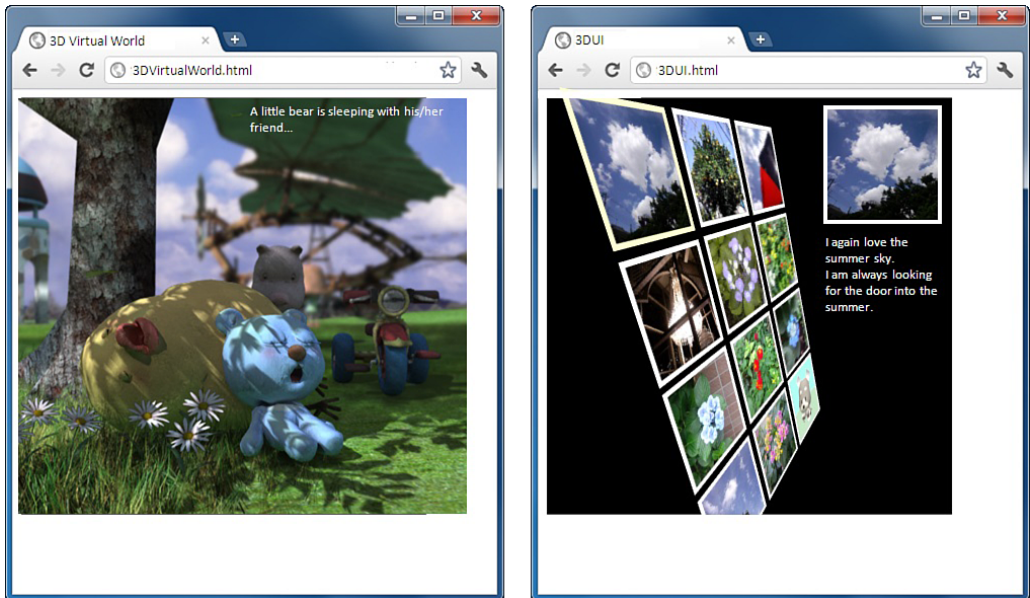 3D Virtual World
3DVirtualWorld.html
A little bear is sleeping with his/her
friend...
3DUI
3DUI.html
I again love the
summer sky.
I am always looking
for the door into the
summer.